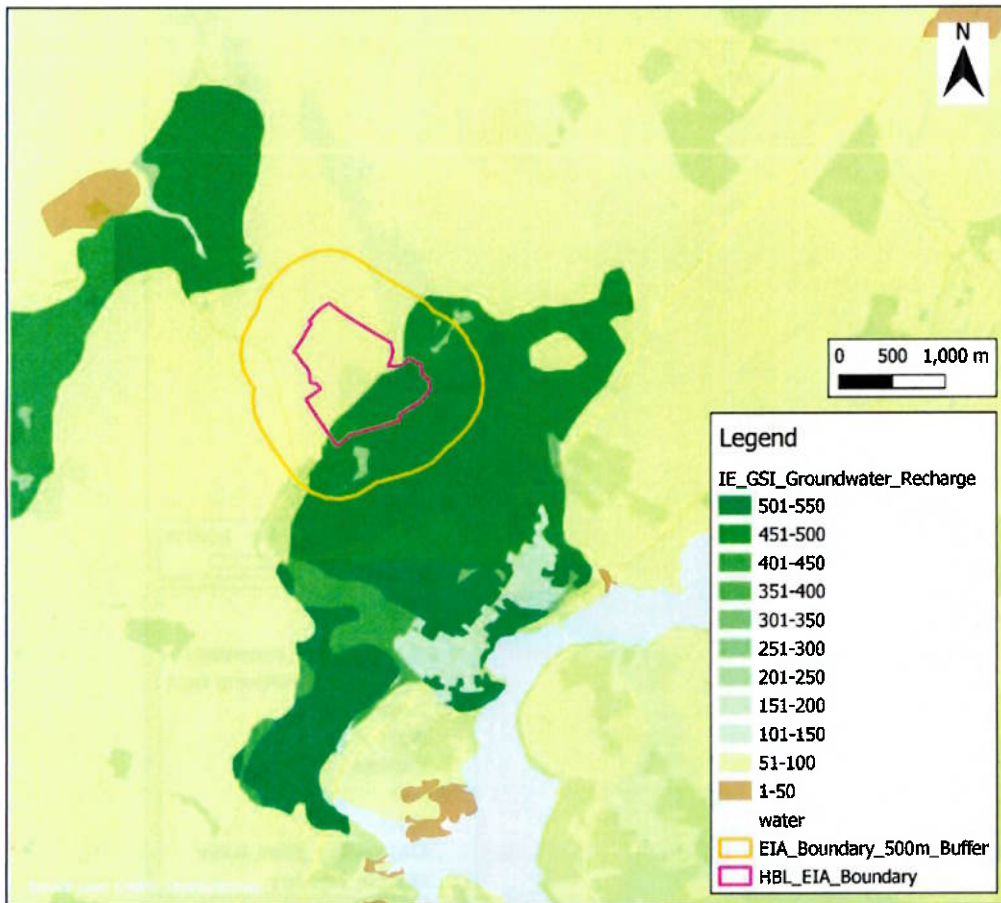 N
0 500 1,000 m
Legend
IE_GSI_Groundwater_Recharge
501-550
451-500
401-450
351-400
301-350
251-300
201-250
151-200
101-150
51-100
1-50
water
EIA_Boundary_500m_Buffer
HBL_EIA_Boundary